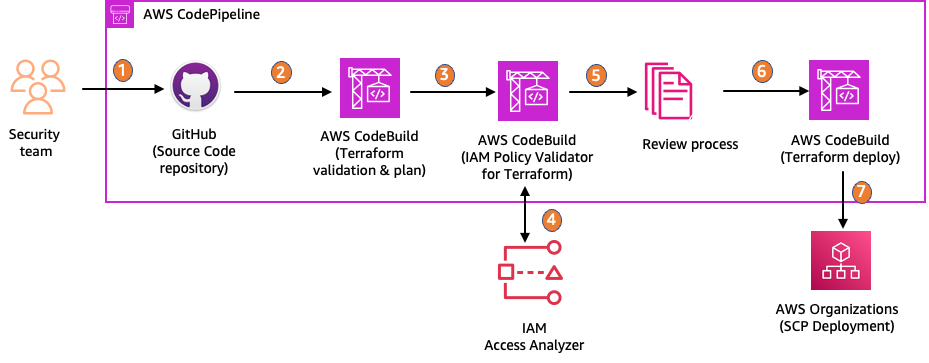 AWS CodePipeline
1
2
3
5
6
Security
team
GitHub
(Source Code
repository)
AWS CodeBuild
(Terraform
validation & plan)
AWS CodeBuild
(IAM Policy Validator
for Terraform)
Review process
AWS CodeBuild
(Terraform deploy)
4
7
IAM
Access Analyzer
AWS Organizations
(SCP Deployment)